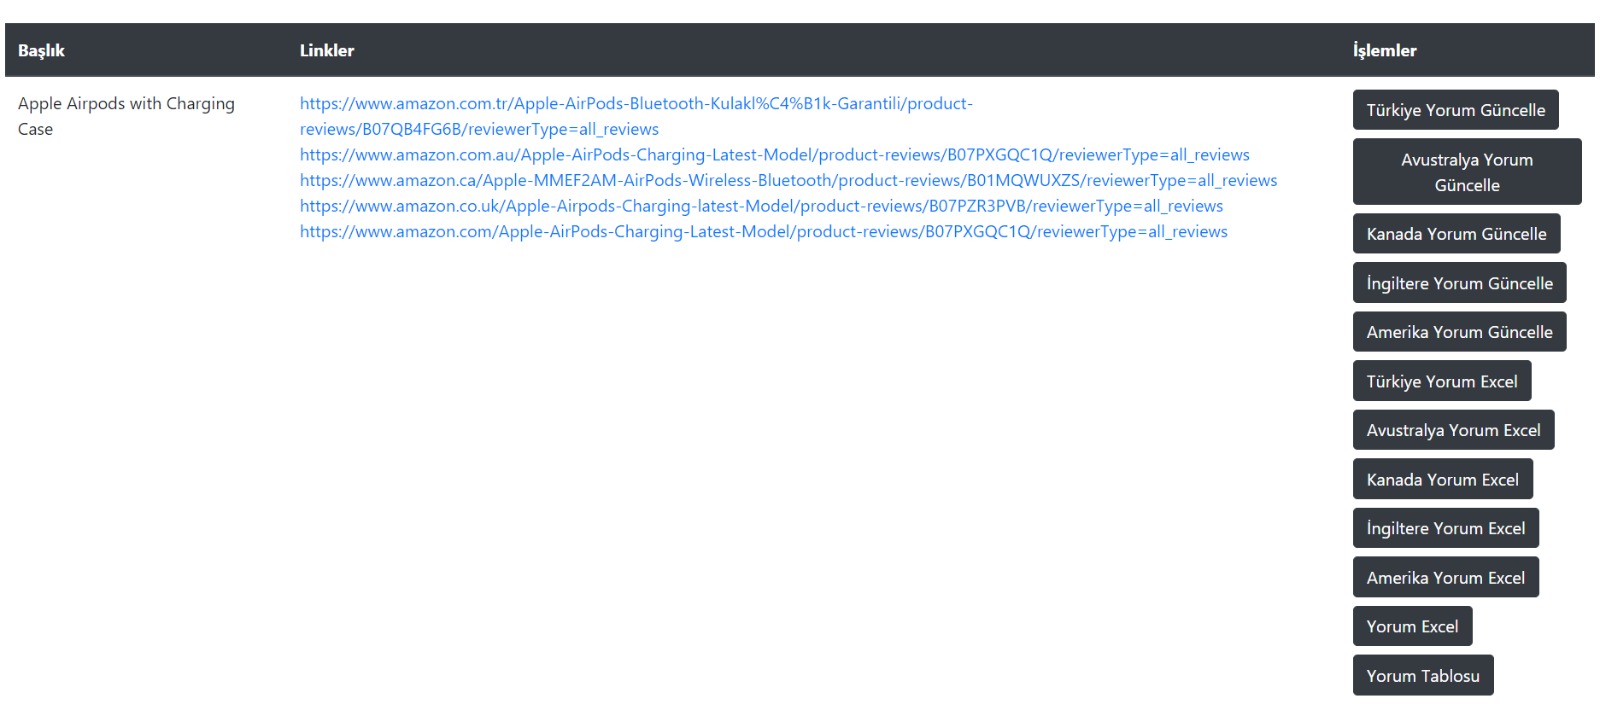 Başlık Linkler İşlemler
Apple Airpods with Charging
Case
https://www.amazon.com.tr/Apple-AirPods-Bluetooth-Kulakl%C4%B1k-Garantili/product-
reviews/B07QB4FG6B/reviewerType=all_reviews
https://www.amazon.com.au/Apple-AirPods-Charging-Latest-Model/product-reviews/B07PXGQC1Q/reviewerType=all_reviews
https://www.amazon.ca/Apple-MMEF2AM-AirPods-Wireless-Bluetooth/product-reviews/B01MQWUXZS/reviewerType=all_reviews
https://www.amazon.co.uk/Apple-Airpods-Charging-latest-Model/product-reviews/B07PZR3PVB/reviewerType=all_reviews
https://www.amazon.com/Apple-AirPods-Charging-Latest-Model/product-reviews/B07PXGQC1Q/reviewerType=all_reviews
Türkiye Yorum Güncelle
Avustralya Yorum
Güncelle
Kanada Yorum Güncelle
İngiltere Yorum Güncelle
Amerika Yorum Güncelle
Türkiye Yorum Excel
Avustralya Yorum Excel
Kanada Yorum Excel
İngiltere Yorum Excel
Amerika Yorum Excel
Yorum Excel
Yorum Tablosu